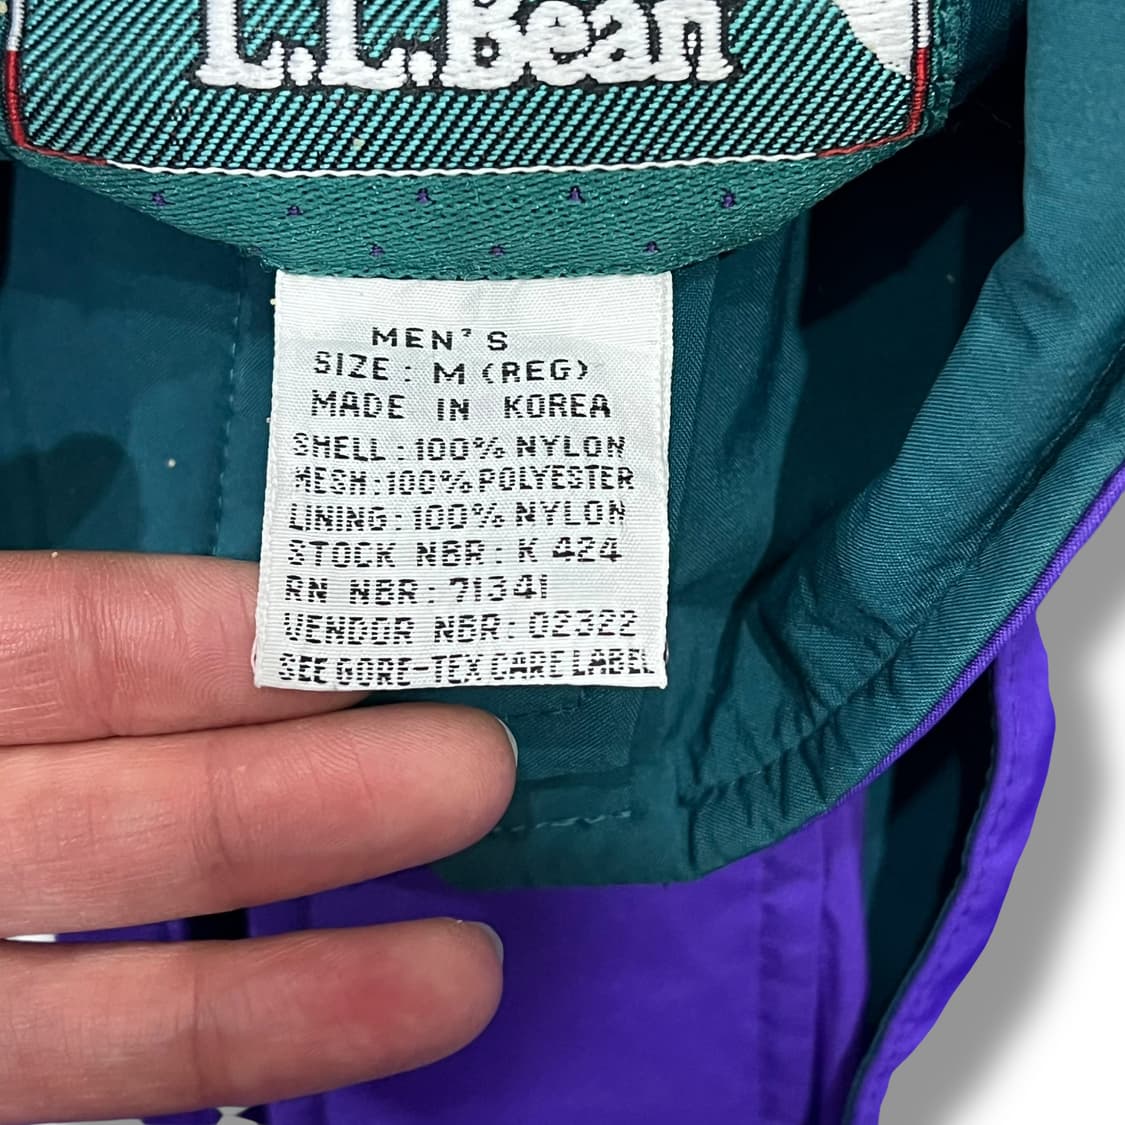 L.L.Bean
MEN'S
SIZE: M (REG)
MADE IN KOREA
SHELL: 100% NYLON
MESH: 100% POLYESTER
LINING: 100% NYLON
STOCK NBR: K 424
RN NBR: 71341
VENDOR NBR: 02322
SEE GORE-TEX CARE LABEL